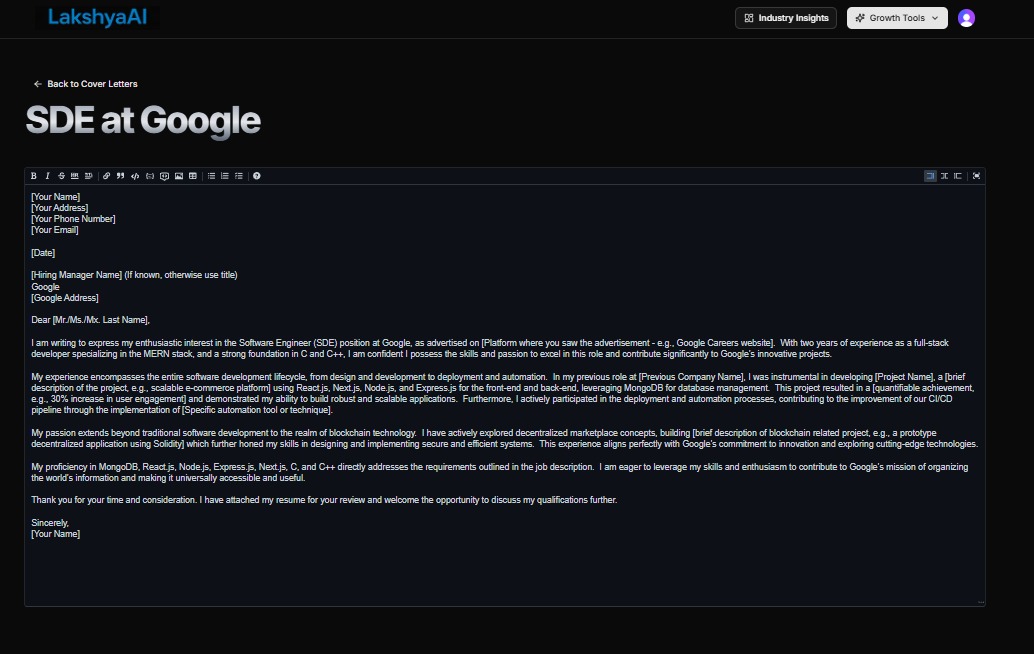 LakshyaAI
Industry Insights
Growth Tools
Back to Cover Letters
SDE at Google
[Your Name]
[Your Address]
[Your Phone Number]
[Your Email]
[Date]
[Hiring Manager Name] (If known, otherwise use title)
Google
[Google Address]
Dear [Mr./Ms./Mx. Last Name],
I am writing to express my enthusiastic interest in the Software Engineer (SDE) position at Google, as advertised on [Platform where you saw the advertisement - e.g., Google Careers website].  With two years of experience as a full-stack
developer specializing in the MERN stack, and a strong foundation in C and C++, I am confident I possess the skills and passion to excel in this role and contribute significantly to Google's innovative projects.
My experience encompasses the entire software development lifecycle, from design and development to deployment and automation.  In my previous role at [Previous Company Name], I was instrumental in developing [Project Name], a [brief
description of the project, e.g., scalable e-commerce platform] using React.js, Next.js, Node.js, and Express.js for the front-end and back-end, leveraging MongoDB for database management.  This project resulted in a [quantifiable achievement,
e.g., 30% increase in user engagement] and demonstrated my ability to build robust and scalable applications.  Furthermore, I actively participated in the deployment and automation processes, contributing to the improvement of our CI/CD
pipeline through the implementation of [Specific automation tool or technique].
My passion extends beyond traditional software development to the realm of blockchain technology.  I have actively explored decentralized marketplace concepts, building [brief description of blockchain related project, e.g., a prototype
decentralized application using Solidity] which further honed my skills in designing and implementing secure and efficient systems.  This experience aligns perfectly with Google's commitment to innovation and exploring cutting-edge technologies.
My proficiency in MongoDB, React.js, Node.js, Express.js, Next.js, C, and C++ directly addresses the requirements outlined in the job description.  I am eager to leverage my skills and enthusiasm to contribute to Google's mission of organizing
the world's information and making it universally accessible and useful.
Thank you for your time and consideration. I have attached my resume for your review and welcome the opportunity to discuss my qualifications further.
Sincerely,
[Your Name]